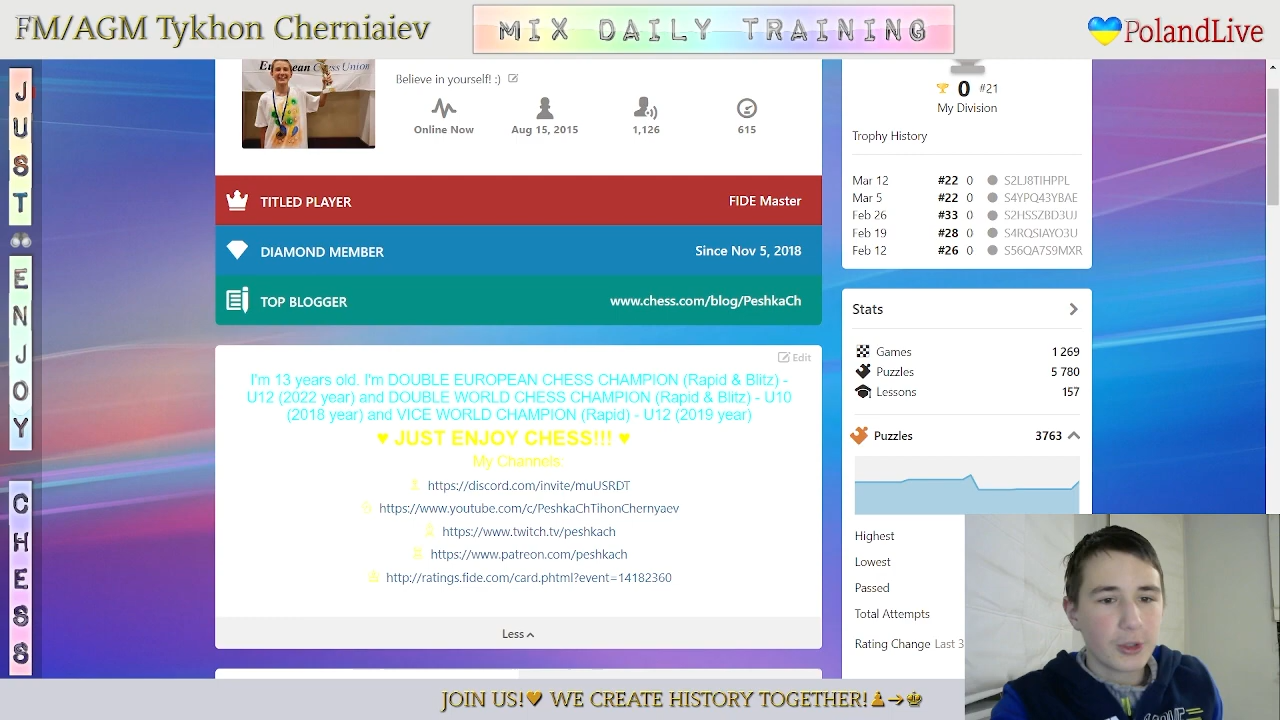 FM/AGM Tykhon Cherniaiev
MIX DAILY TRAINING
PolandLive
JUST
ENJOY
CHESS
European Chess Union
Believe in yourself! :)
Online Now
Aug 15, 2015
1,126
615
TITLED PLAYER
FIDE Master
DIAMOND MEMBER
Since Nov 5, 2018
TOP BLOGGER
www.chess.com/blog/PeshkaCh
Edit
I'm 13 years old. I'm DOUBLE EUROPEAN CHESS CHAMPION (Rapid & Blitz) -
U12 (2022 year) and DOUBLE WORLD CHESS CHAMPION (Rapid & Blitz) - U10
(2018 year) and VICE WORLD CHAMPION (Rapid) - U12 (2019 year)
♥ JUST ENJOY CHESS!!! ♥
My Channels:
https://discord.com/invite/muUSRDT
https://www.youtube.com/c/PeshkaChTihonChernyaev
https://www.twitch.tv/peshkach
https://www.patreon.com/peshkach
http://ratings.fide.com/card.phtml?event=14182360
Less
0 #21
My Division
Trophy History
Mar 12 #22 0 S2LJ8TIHPPL
Mar 5 #22 0 S4YPQ43YBAE
Feb 26 #33 0 S2HSSZBD3UJ
Feb 19 #28 0 S4RQSIAYO3U
Feb 12 #26 0 S56QA7S9MXR
Stats
Games 1 269
Puzzles 5 780
Lessons 157
Puzzles 3763
Highest
Lowest
Passed
Total Attempts
Rating Change Last 3
JOIN US!♥ WE CREATE HISTORY TOGETHER!♟→♚